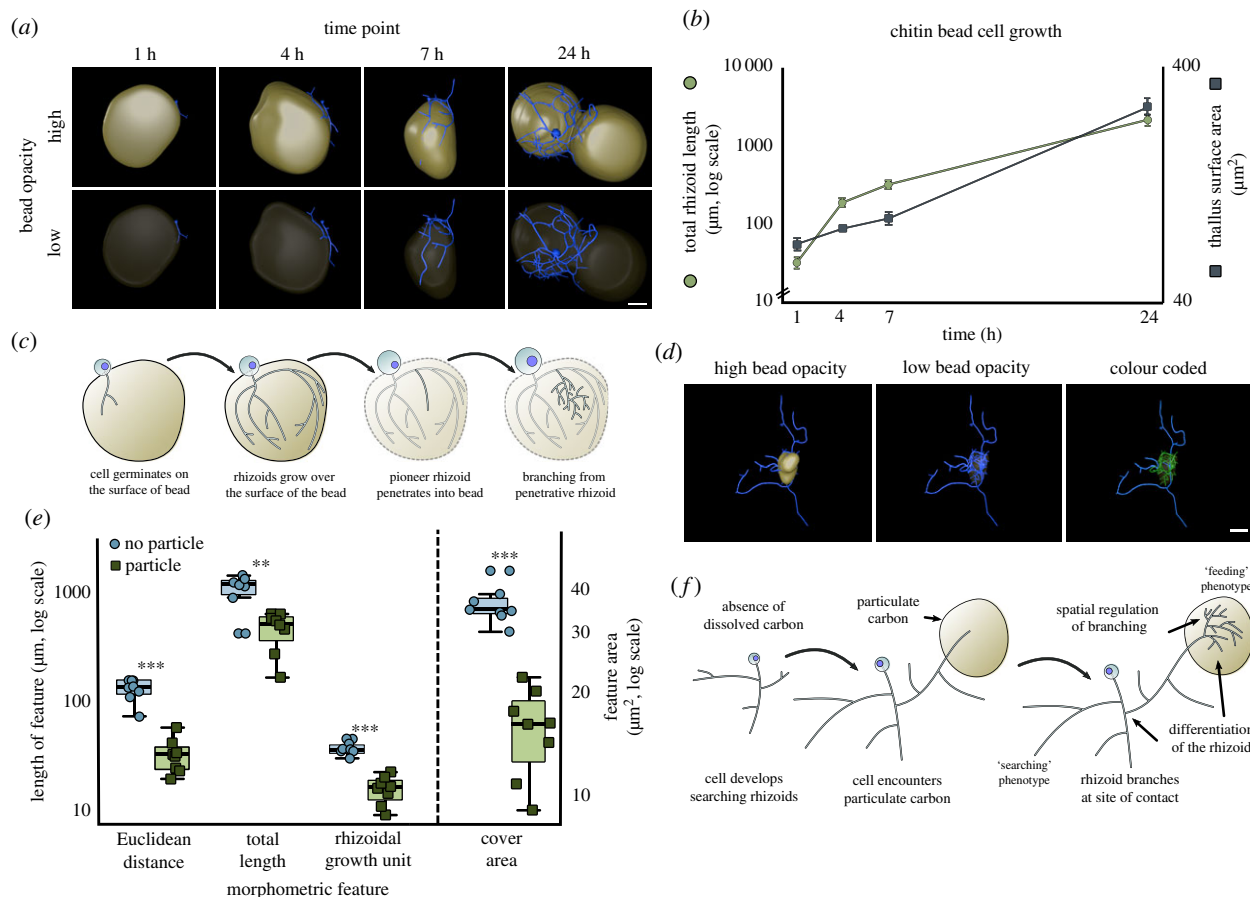 (a)
time point
1 h 4 h 7 h 24 h
bead opacity
high
low
(b)
chitin bead cell growth
total rhizoid length
(µm, log scale)
10 000
1000
100
10
400
40
thallus surface area
(µm²)
1 4 7 24
time (h)
(c)
cell germinates on
the surface of bead
rhizoids grow over
the surface of the bead
pioneer rhizoid
penetrates into bead
branching from
penetrative rhizoid
(d)
high bead opacity low bead opacity colour coded
(e)
no particle
particle
length of feature (µm, log scale)
1000
100
10
***
**
***
***
40
30
20
10
feature area
(µm², log scale)
Euclidean
distance
total
length
rhizoidal
growth unit
cover
area
morphometric feature
(f)
absence of
dissolved carbon
cell develops
searching rhizoids
particulate
carbon
cell encounters
particulate carbon
'feeding'
phenotype
spatial regulation
of branching
differentiation
of the rhizoid
'searching'
phenotype
rhizoid branches
at site of contact